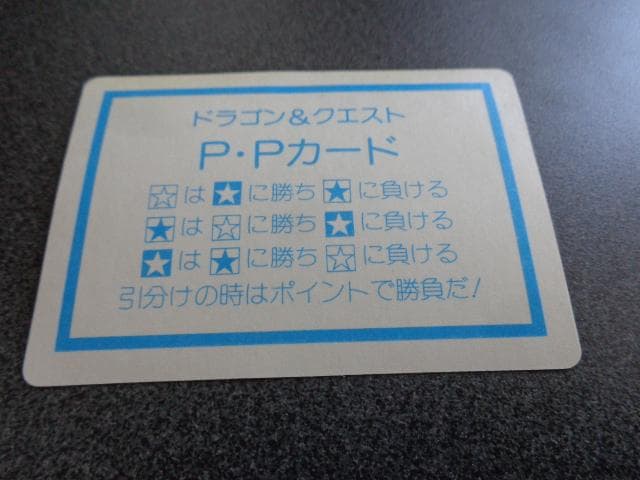 ドラゴン&クエスト
P・Pカード
☆は★に勝ち★に負ける
★は☆に勝ち★に負ける
★は★に勝ち☆に負ける
引分けの時はポイントで勝負だ!